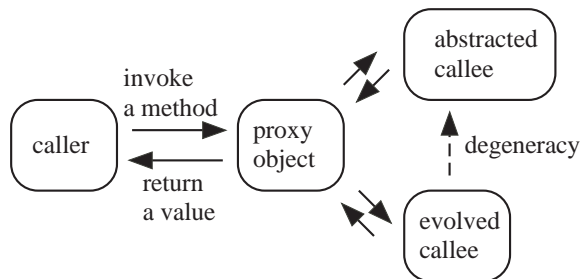 abstracted
callee
invoke
a method
caller
proxy
object
degeneracy
return
a value
evolved
callee